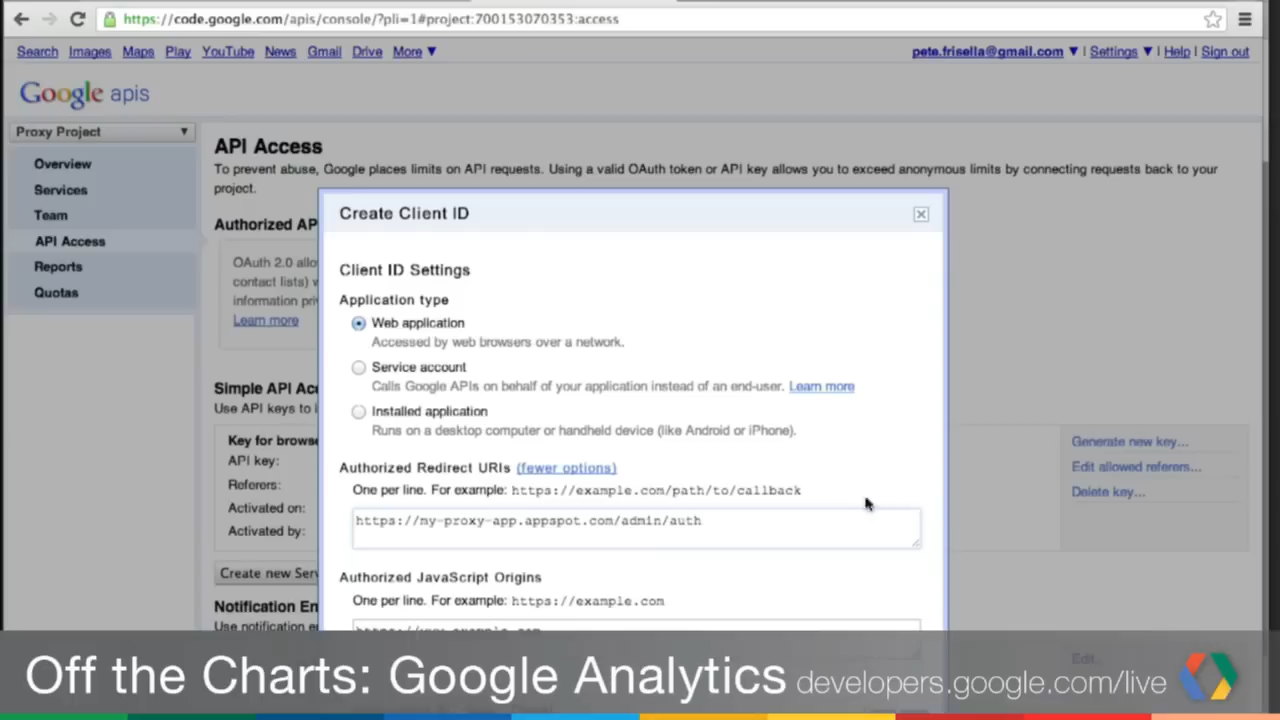 https://code.google.com/apis/console/?pli=1#project:700153070353:access
Search Images Maps Play YouTube News Gmail Drive More ▼ pete.frisella@gmail.com ▼ | Settings ▼ | Help | Sign out
Google apis
Proxy Project ▼
Overview
Services
Team
API Access
Reports
Quotas
API Access
To prevent abuse, Google places limits on API requests. Using a valid OAuth token or API key allows you to exceed anonymous limits by connecting requests back to your
project.
Authorized AP
OAuth 2.0 allo
contact lists) v
information pri
Learn more
Simple API Acc
Use API keys to i
Key for browse
API key:
Referers:
Activated on:
Activated by:
Generate new key...
Edit allowed referers...
Delete key...
Create new Serv
Notification En
Use notification e
Edit...
Create Client ID
Client ID Settings
Application type
Web application
Accessed by web browsers over a network.
Service account
Calls Google APIs on behalf of your application instead of an end-user. Learn more
Installed application
Runs on a desktop computer or handheld device (like Android or iPhone).
Authorized Redirect URIs (fewer options)
One per line. For example: https://example.com/path/to/callback
https://my-proxy-app.appspot.com/admin/auth
Authorized JavaScript Origins
One per line. For example: https://example.com
Off the Charts: Google Analytics developers.google.com/live